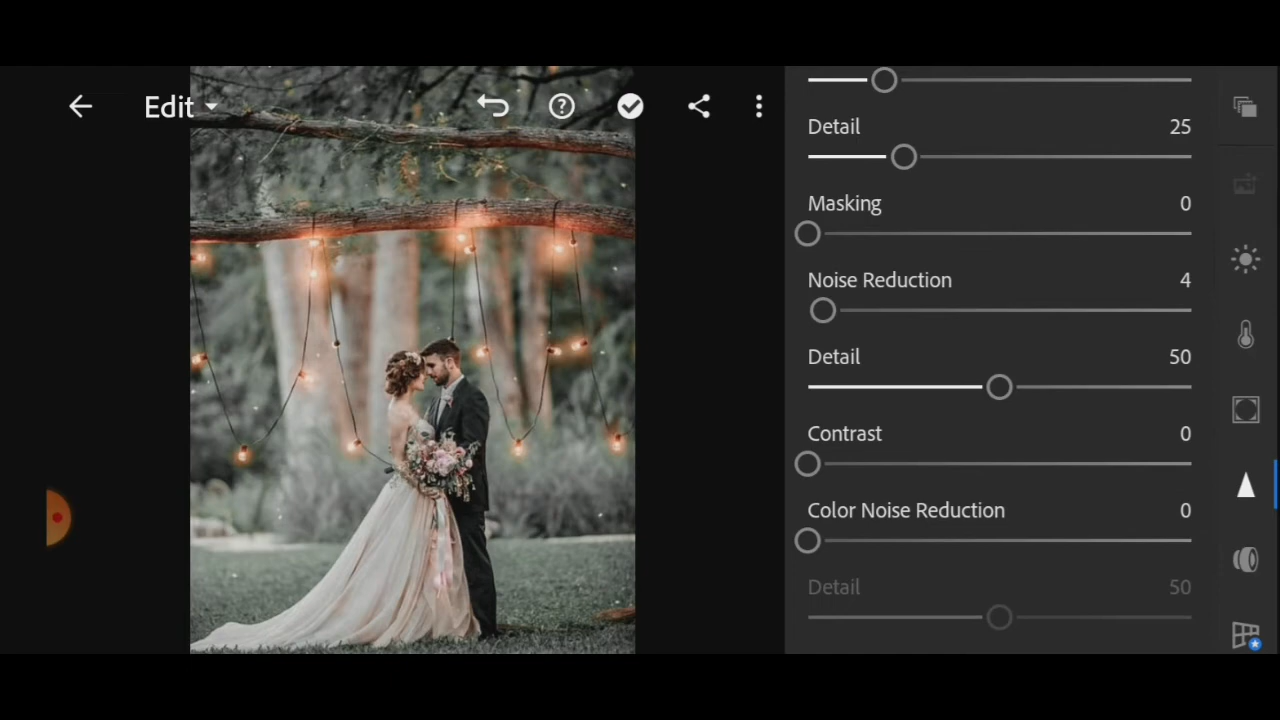 Edit
Detail 25
Masking 0
Noise Reduction 4
Detail 50
Contrast 0
Color Noise Reduction 0
Detail 50